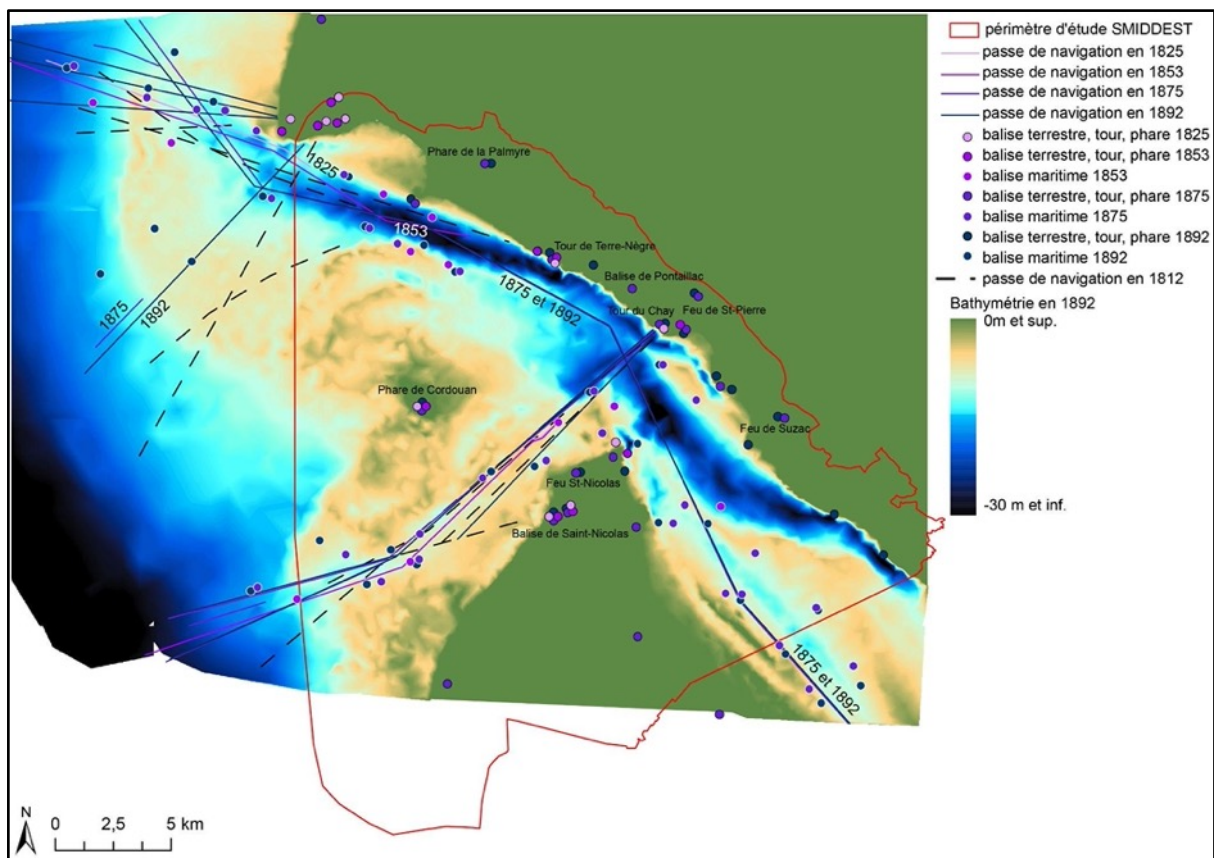 périmètre d'étude SMIDDEST
passe de navigation en 1825
passe de navigation en 1853
passe de navigation en 1875
passe de navigation en 1892
balise terrestre, tour, phare 1825
balise terrestre, tour, phare 1853
balise maritime 1853
balise terrestre, tour, phare 1875
balise maritime 1875
balise terrestre, tour, phare 1892
balise maritime 1892
passe de navigation en 1812
Bathymétrie en 1892
0m et sup.
-30 m et inf.
Phare de la Palmyre
1825
1853
Tour de Terre-Nègre
Balise de Pontaillac
1875 et 1892
Tour du Chay
Feu de St-Pierre
1875
1892
Phare de Cordouan
Feu de Suzac
Feu St-Nicolas
Balise de Saint-Nicolas
1875 et 1892
N
0 2,5 5 km